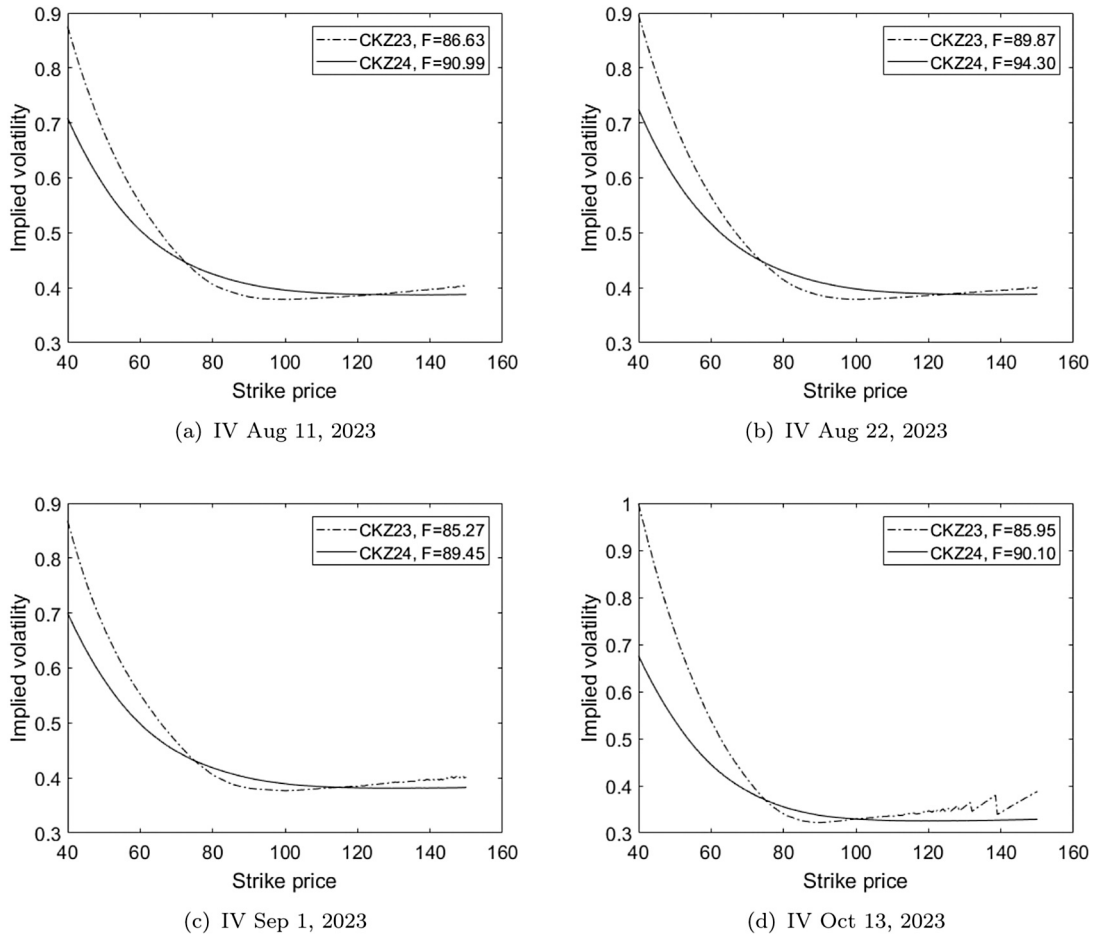 0.9
0.8
0.7
0.6
0.5
0.4
0.3
40 60 80 100 120 140 160
Implied volatility
Strike price
CKZ23, F=86.63
CKZ24, F=90.99
(a) IV Aug 11, 2023
0.9
0.8
0.7
0.6
0.5
0.4
0.3
40 60 80 100 120 140 160
Implied volatility
Strike price
CKZ23, F=89.87
CKZ24, F=94.30
(b) IV Aug 22, 2023
0.9
0.8
0.7
0.6
0.5
0.4
0.3
40 60 80 100 120 140 160
Implied volatility
Strike price
CKZ23, F=85.27
CKZ24, F=89.45
(c) IV Sep 1, 2023
1
0.9
0.8
0.7
0.6
0.5
0.4
0.3
40 60 80 100 120 140 160
Implied volatility
Strike price
CKZ23, F=85.95
CKZ24, F=90.10
(d) IV Oct 13, 2023